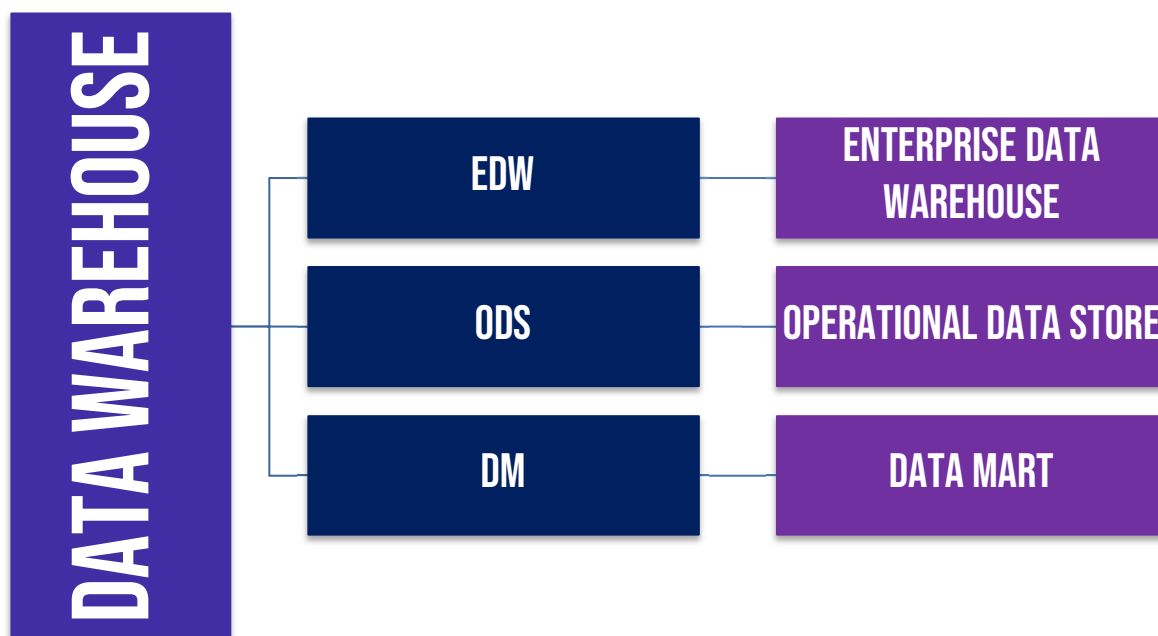 DATA WAREHOUSE
EDW
ENTERPRISE DATA
WAREHOUSE
ODS
OPERATIONAL DATA STORE
DM
DATA MART